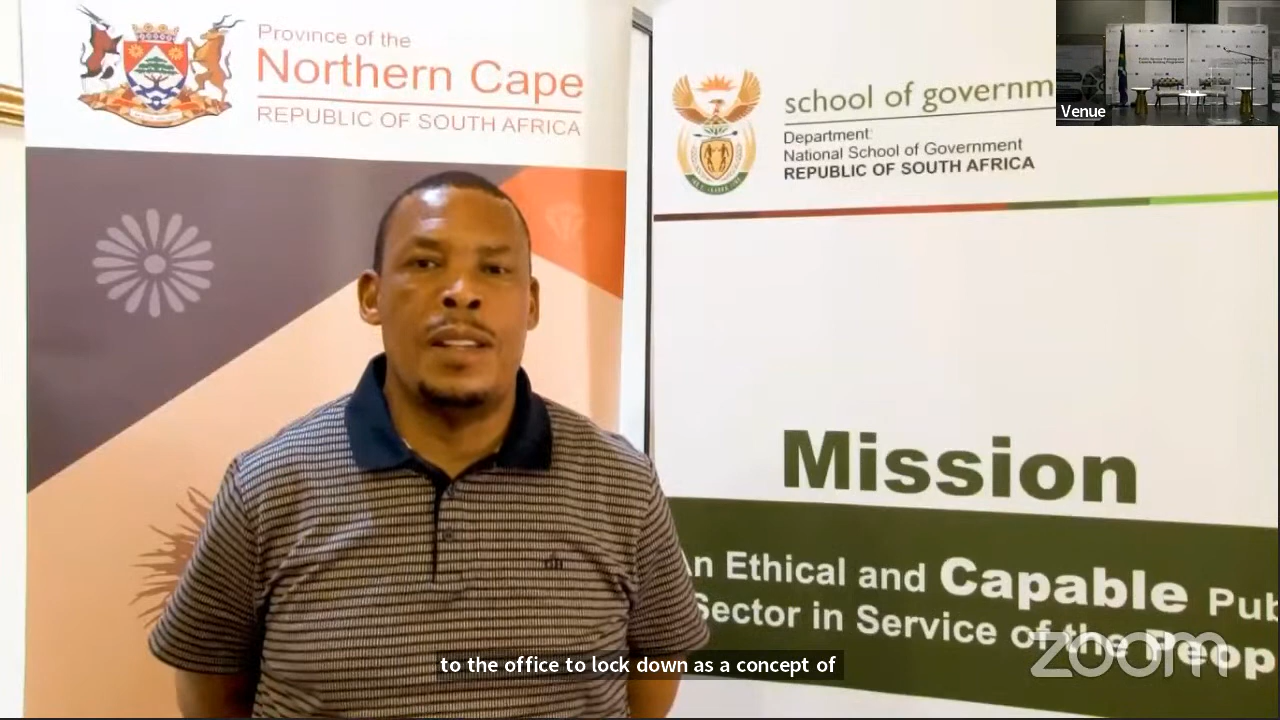 Province of the
Northern Cape
REPUBLIC OF SOUTH AFRICA
school of governm
Department:
National School of Government
REPUBLIC OF SOUTH AFRICA
Venue
Mission
An Ethical and Capable Pub
Sector in Service of the Peop
zoom
to the office to lock down as a concept of